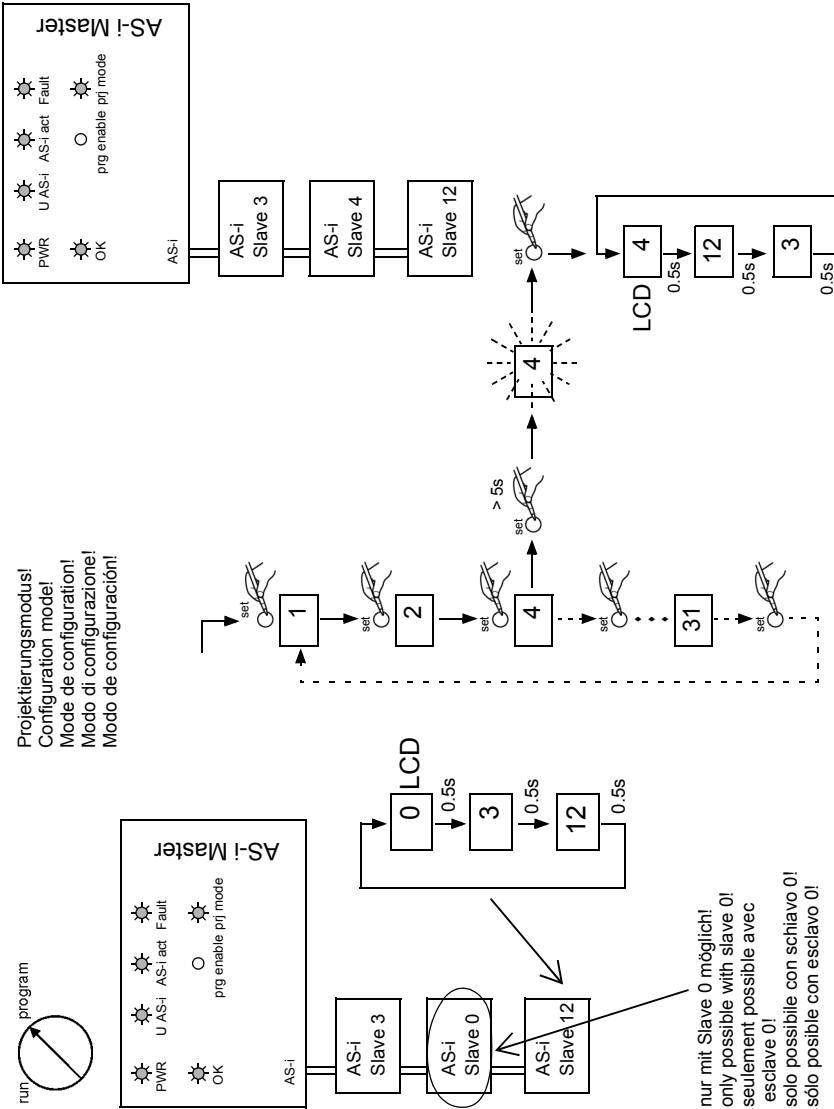 run
program
PWR
U AS-i
AS-i act
Fault
OK
prg enable
prj mode
AS-i Master
AS-i
AS-i
Slave 3
AS-i
Slave 0
AS-i
Slave 12
nur mit Slave 0 möglich!
only possible with slave 0!
seulement possible avec
esclave 0!
solo possibile con schiavo 0!
sólo posible con esclavo 0!
0
LCD
0.5s
3
0.5s
12
0.5s
Projektierungsmodus!
Configuration mode!
Mode de configuration!
Modo di configurazione!
Modo de configuración!
set
1
set
2
set
4
set
31
set
set
> 5s
4
set
LCD
4
0.5s
12
0.5s
3
0.5s
PWR
U AS-i
AS-i act
Fault
OK
prg enable
prj mode
AS-i Master
AS-i
AS-i
Slave 3
AS-i
Slave 4
AS-i
Slave 12